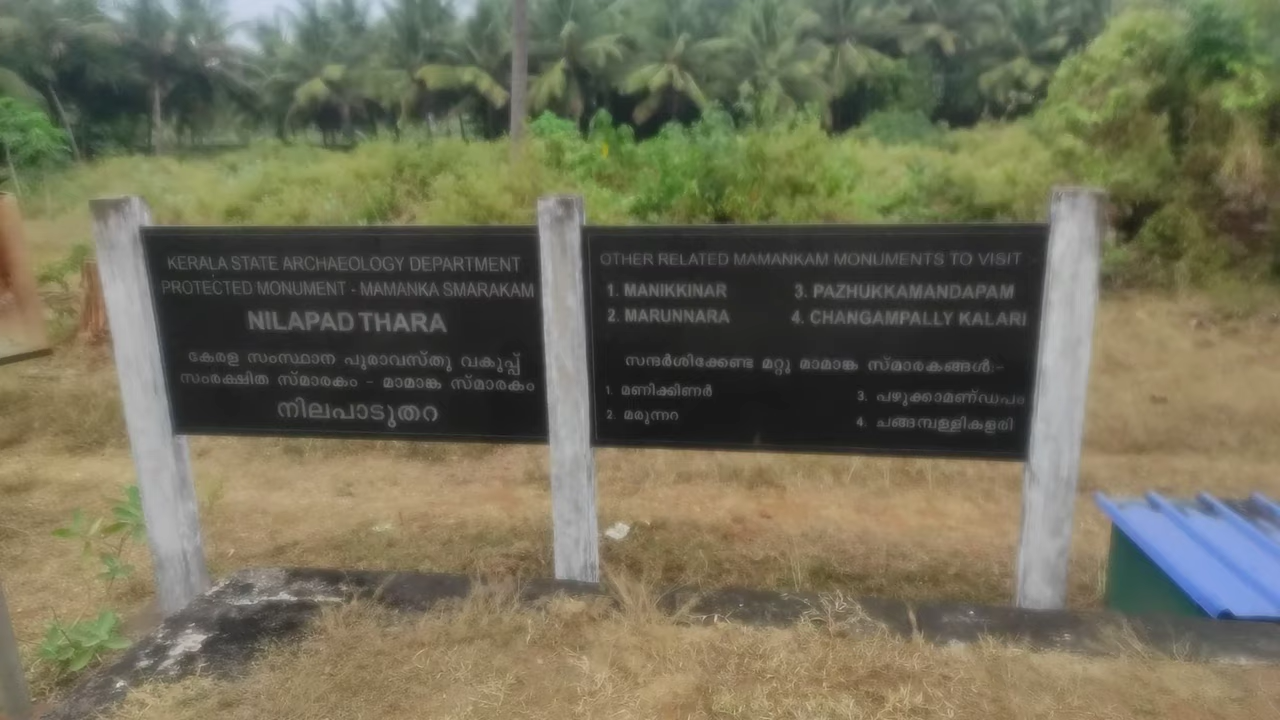 KERALA STATE ARCHAEOLOGY DEPARTMENT
PROTECTED MONUMENT - MAMANKA SMARAKAM
NILAPAD THARA
കേരള സംസ്ഥാന പുരാവസ്തു വകുപ്പ്
സംരക്ഷിത സ്മാരകം - മാമാങ്ക സ്മാരകം
നിലപാടുതറ
OTHER RELATED MAMANKAM MONUMENTS TO VISIT
1. MANIKKINAR 3. PAZHUKKAMANDAPAM
2. MARUNNARA 4. CHANGAMPALLY KALARI
സന്ദർശിക്കേണ്ട മറ്റു മാമാങ്ക സ്മാരകങ്ങൾ:-
1. മണിക്കിണർ 3. പഴുക്കാമണ്ഡപം
2. മരുന്നറ 4. ചങ്ങമ്പള്ളികളരി